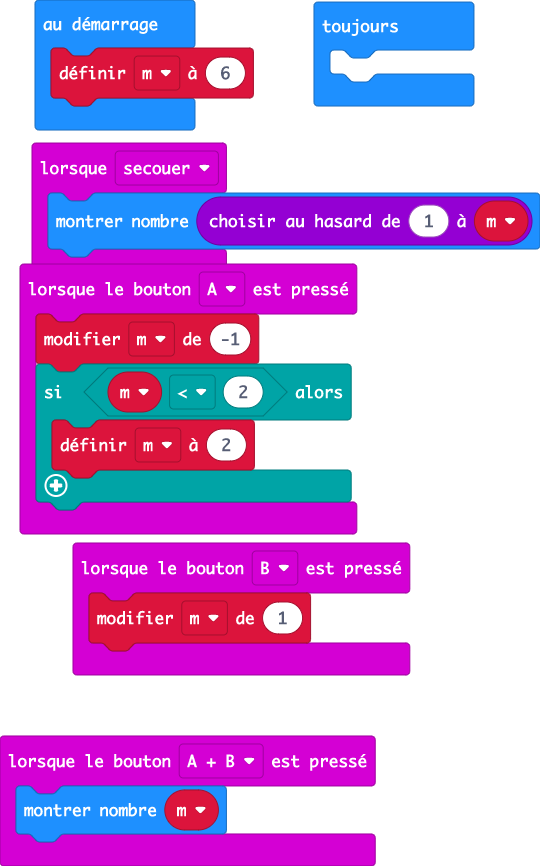 au démarrage
définir m à 6
toujours
lorsque secouer
montrer nombre choisir au hasard de 1 à m
lorsque le bouton A est pressé
modifier m de -1
si m < 2 alors
définir m à 2
lorsque le bouton B est pressé
modifier m de 1
lorsque le bouton A + B est pressé
montrer nombre m